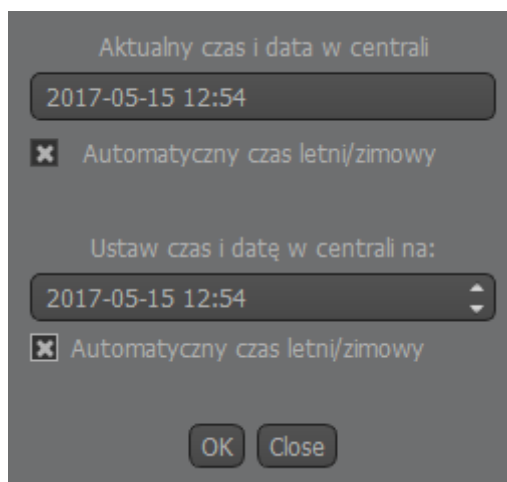 Aktualny czas i data w centrali
2017-05-15 12:54
Automatyczny czas letni/zimowy
Ustaw czas i datę w centrali na:
2017-05-15 12:54
Automatyczny czas letni/zimowy
OK Close